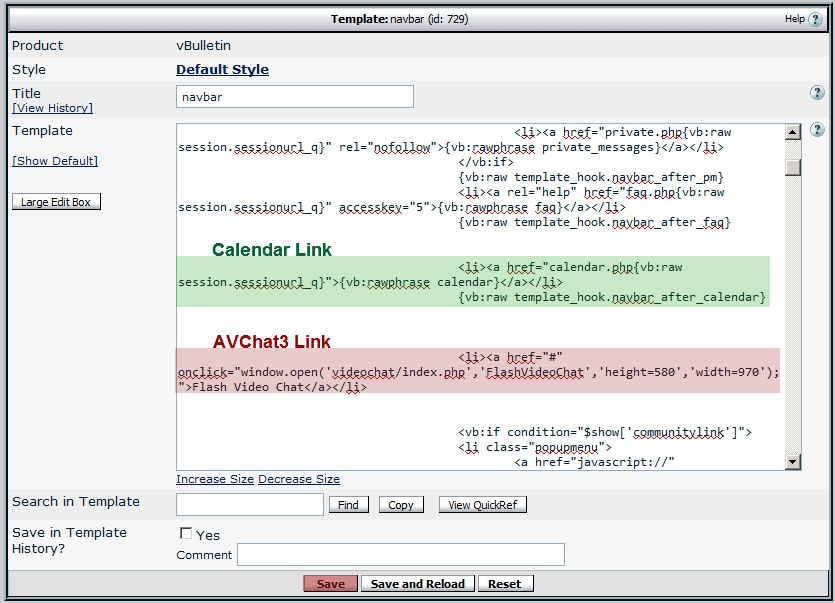 Template: navbar (id: 729)
Help ?
Product vBulletin
Style Default Style
Title navbar ?
[View History]
Template ?
[Show Default]
Large Edit Box
<li><a href="private.php{vb:raw
session.sessionurl_q}" rel="nofollow">{vb:rawphrase private_messages}</a></li>
</vb:if>
{vb:raw template_hook.navbar_after_pm}
<li><a rel="help" href="faq.php{vb:raw
session.sessionurl_q}" accesskey="5">{vb:rawphrase faq}</a></li>
{vb:raw template_hook.navbar_after_faq}
Calendar Link
<li><a href="calendar.php{vb:raw
session.sessionurl_q}">{vb:rawphrase calendar}</a></li>
{vb:raw template_hook.navbar_after_calendar}
AVChat3 Link
<li><a href="#"
onclick="window.open('videochat/index.php','FlashVideoChat','height=580','width=970');
">Flash Video Chat</a></li>
<vb:if condition="$show['communitylink']">
<li class="popupmenu">
<a href="javascript://"
Increase Size Decrease Size
Search in Template Find Copy View QuickRef
Save in Template
History?
Yes
Comment
Save Save and Reload Reset